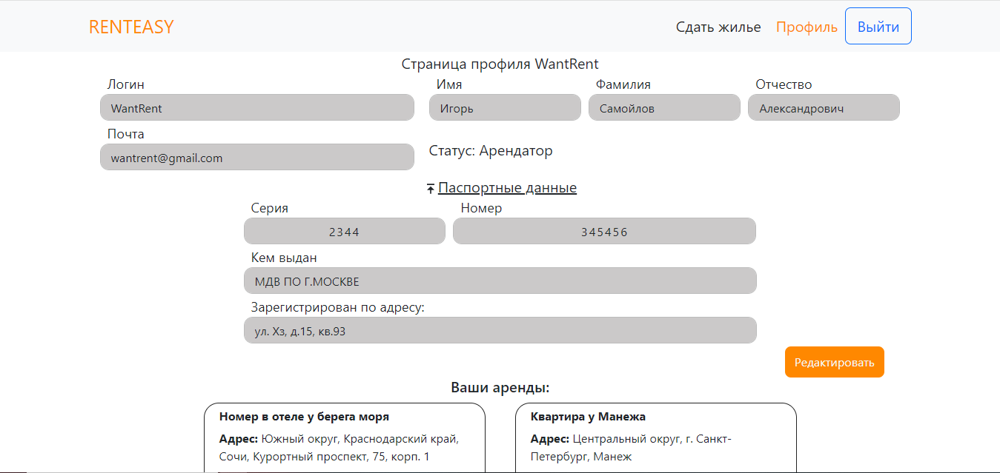 RENTEASY
Сдать жилье Профиль Выйти
Страница профиля WantRent
Логин Имя Фамилия Отчество
WantRent Игорь Самойлов Александрович
Почта
wantrent@gmail.com
Статус: Арендатор
Паспортные данные
Серия Номер
2344 345456
Кем выдан
МДВ ПО Г.МОСКВЕ
Зарегистрирован по адресу:
ул. Хз, д.15, кв.93
Редактировать
Ваши аренды:
Номер в отеле у берега моря
Адрес: Южный округ, Краснодарский край,
Сочи, Курортный проспект, 75, корп. 1
Квартира у Манежа
Адрес: Центральный округ, г. Санкт-
Петербург, Манеж